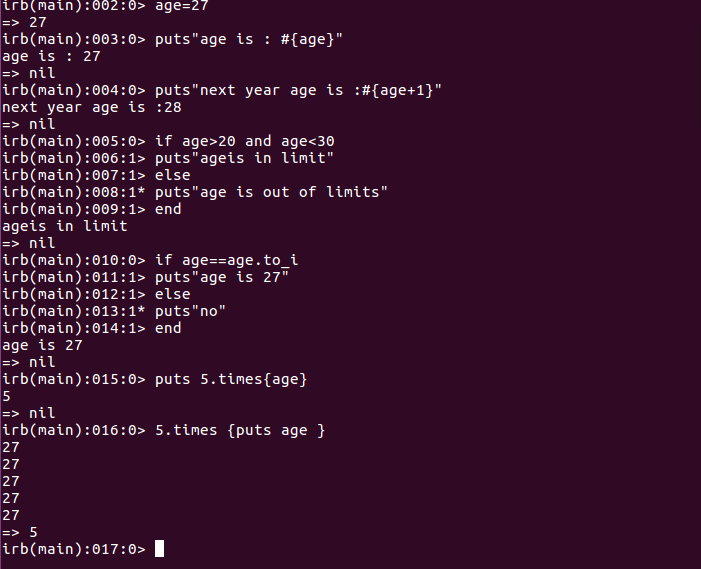 irb(main):002:0> age=27
=> 27
irb(main):003:0> puts"age is : #{age}"
age is : 27
=> nil
irb(main):004:0> puts"next year age is :#{age+1}"
next year age is :28
=> nil
irb(main):005:0> if age>20 and age<30
irb(main):006:1> puts"ageis in limit"
irb(main):007:1> else
irb(main):008:1* puts"age is out of limits"
irb(main):009:1> end
ageis in limit
=> nil
irb(main):010:0> if age==age.to_i
irb(main):011:1> puts"age is 27"
irb(main):012:1> else
irb(main):013:1* puts"no"
irb(main):014:1> end
age is 27
=> nil
irb(main):015:0> puts 5.times{age}
5
=> nil
irb(main):016:0> 5.times {puts age }
27
27
27
27
27
=> 5
irb(main):017:0>